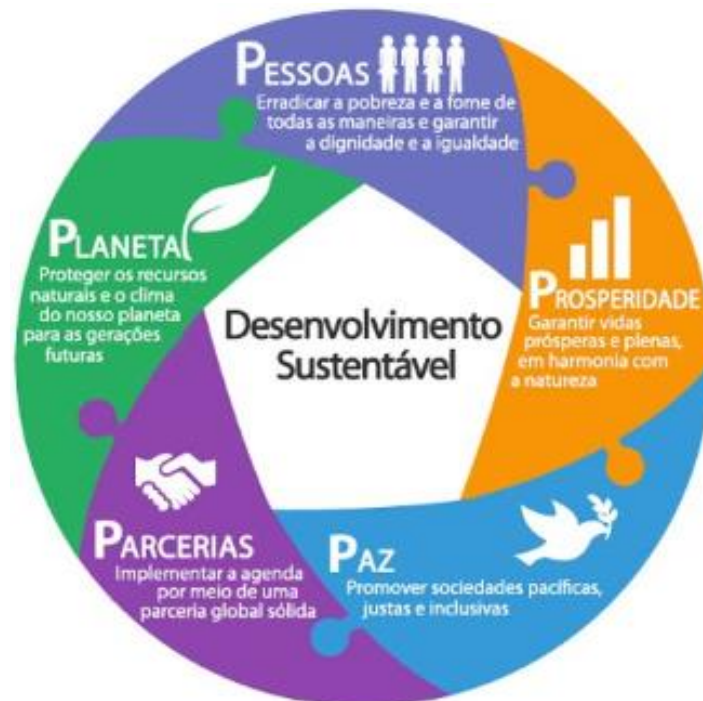 PESSOAS
Erradicar a pobreza e a fome de
todas as maneiras e garantir
a dignidade e a igualdade
PLANETA
Proteger os recursos
naturais e o clima
do nosso planeta
para as gerações
futuras
PROSPERIDADE
Garantir vidas
prósperas e plenas,
em harmonia com
a natureza
Desenvolvimento
Sustentável
PARCERIAS
Implementar a agenda
por meio de uma
parceria global sólida
PAZ
Promover sociedades pacíficas,
justas e inclusivas